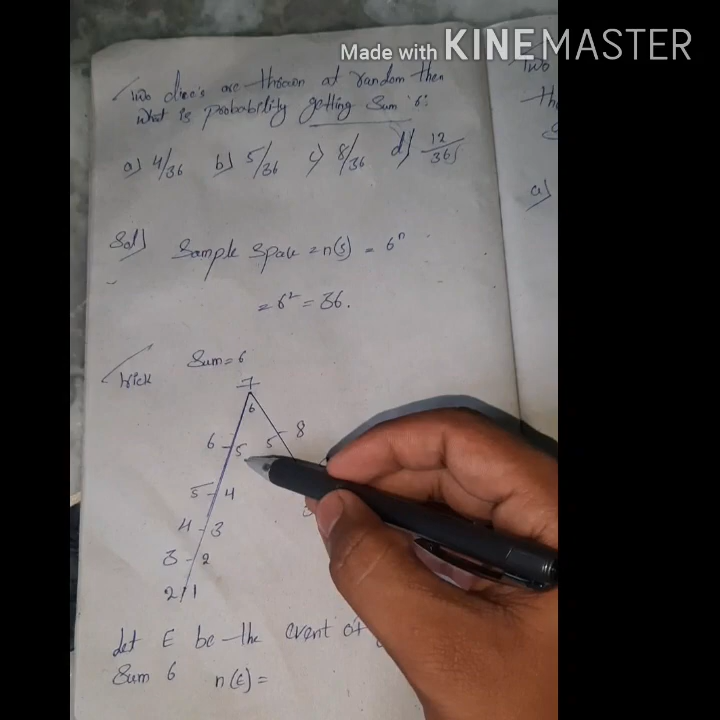 Made with KINEMASTER
Two dice's are thrown at random then
what is probability getting Sum '6'.
a) 4/36 b) 5/36 c) 8/36 d) 12/36
Sol) Sample Space = n(s) = 6ⁿ
= 6² = 36.
Trick Sum = 6
7
6
6 5 5 8
5 4
4 3
3 2
2 1
Let E be the event of
Sum 6 n(E) =
Two
th
a)